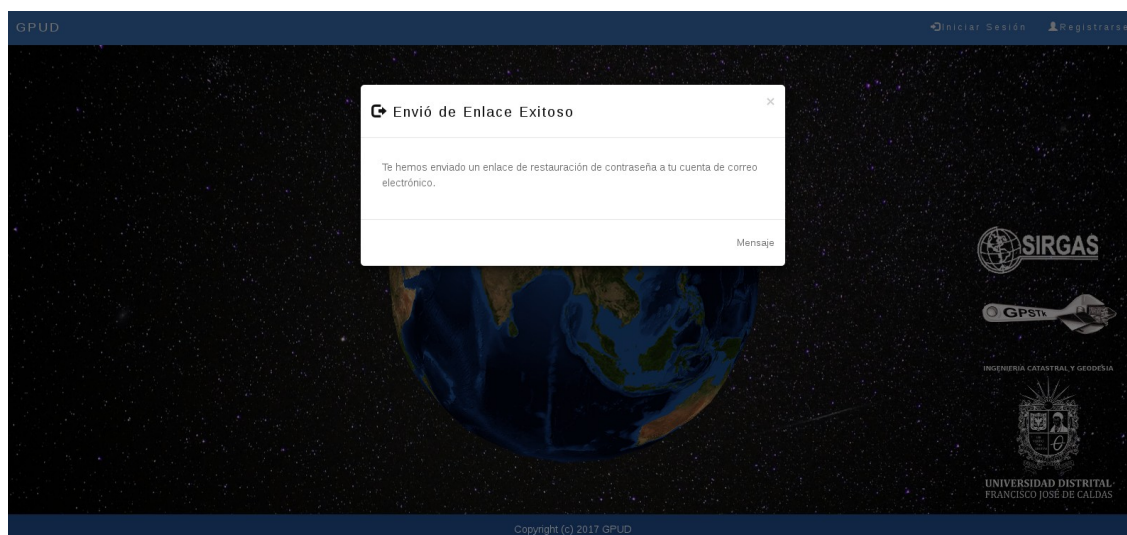 GPUD
Iniciar Sesión
Registrarse
Envió de Enlace Exitoso
×
Te hemos enviado un enlace de restauración de contraseña a tu cuenta de correo
electrónico.
Mensaje
SIRGAS
GPSTk
INGENIERIA CATASTRAL Y GEODESIA
UNIVERSIDAD DISTRITAL
FRANCISCO JOSÉ DE CALDAS
Copyright (c) 2017 GPUD